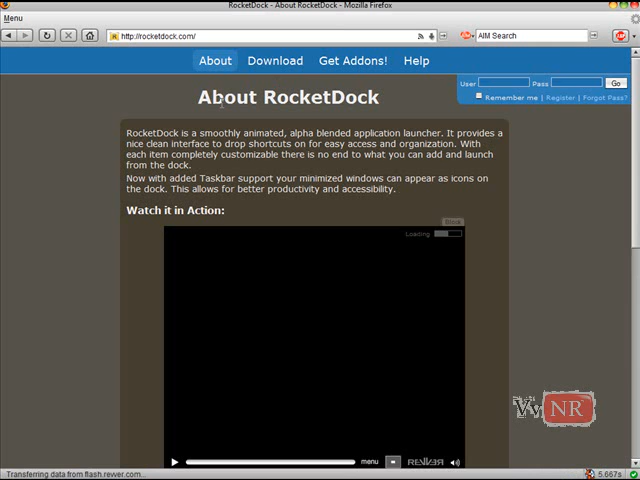 RocketDock - About RocketDock - Mozilla Firefox
Menu
http://rocketdock.com/
AIM Search
About Download Get Addons! Help
User Pass Go
Remember me | Register | Forgot Pass?
About RocketDock
RocketDock is a smoothly animated, alpha blended application launcher. It provides a
nice clean interface to drop shortcuts on for easy access and organization. With
each item completely customizable there is no end to what you can add and launch
from the dock.
Now with added Taskbar support your minimized windows can appear as icons on
the dock. This allows for better productivity and accessibility.
Watch it in Action:
Loading
menu REVVER
NR
Transferring data from flash.revver.com...
5.667s